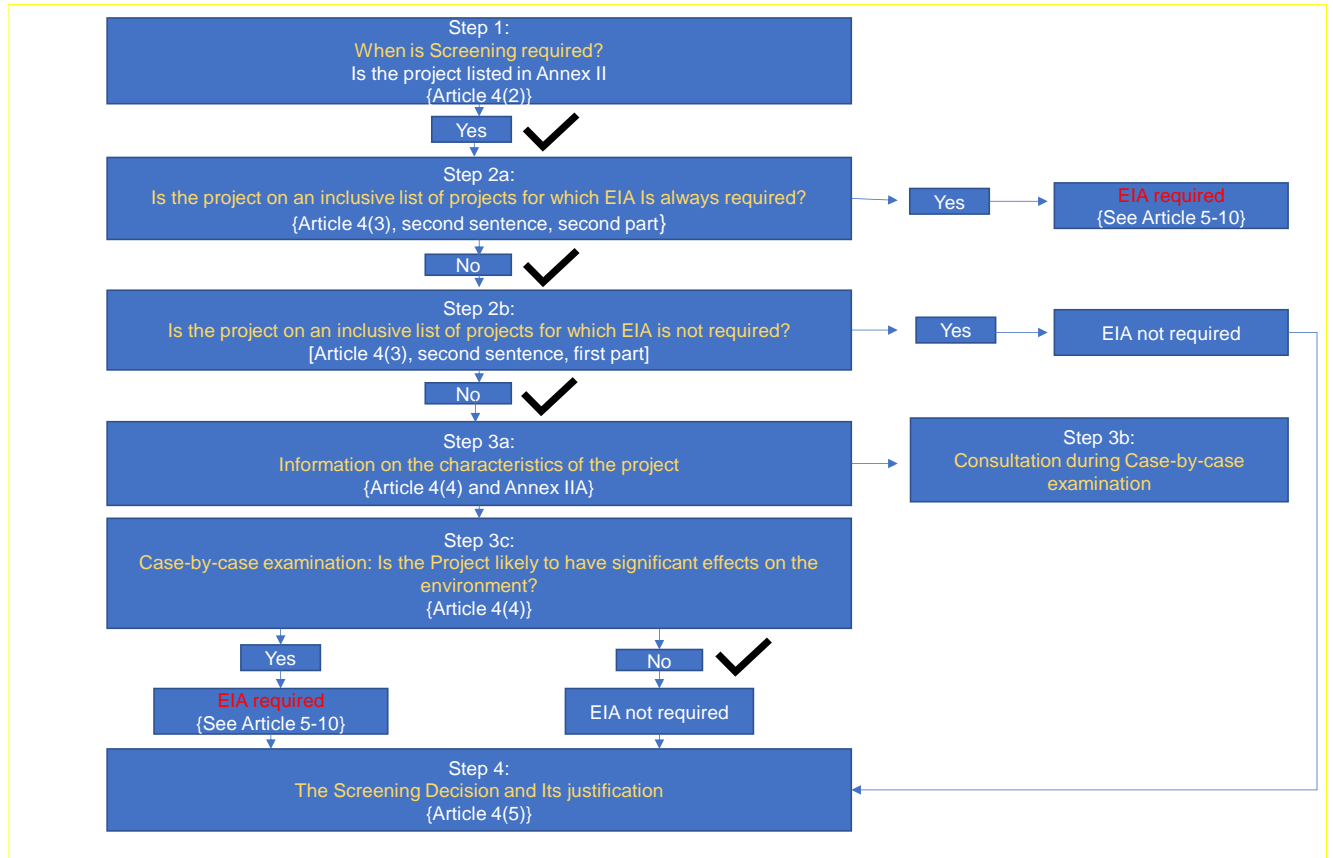 Step 1:
When is Screening required?
Is the project listed in Annex II
{Article 4(2)}
Yes
Step 2a:
Is the project on an inclusive list of projects for which EIA Is always required?
{Article 4(3), second sentence, second part}
Yes
EIA required
{See Article 5-10}
No
Step 2b:
Is the project on an inclusive list of projects for which EIA is not required?
[Article 4(3), second sentence, first part]
Yes
EIA not required
No
Step 3a:
Information on the characteristics of the project
{Article 4(4) and Annex IIA}
Step 3b:
Consultation during Case-by-case
examination
Step 3c:
Case-by-case examination: Is the Project likely to have significant effects on the
environment?
{Article 4(4)}
Yes
No
EIA required
{See Article 5-10}
EIA not required
Step 4:
The Screening Decision and Its justification
{Article 4(5)}